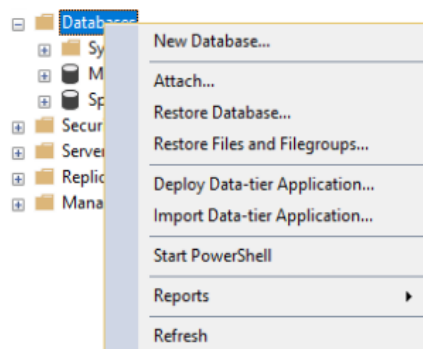 Databases
New Database...
Attach...
Restore Database...
Restore Files and Filegroups...
Deploy Data-tier Application...
Import Data-tier Application...
Start PowerShell
Reports
Refresh